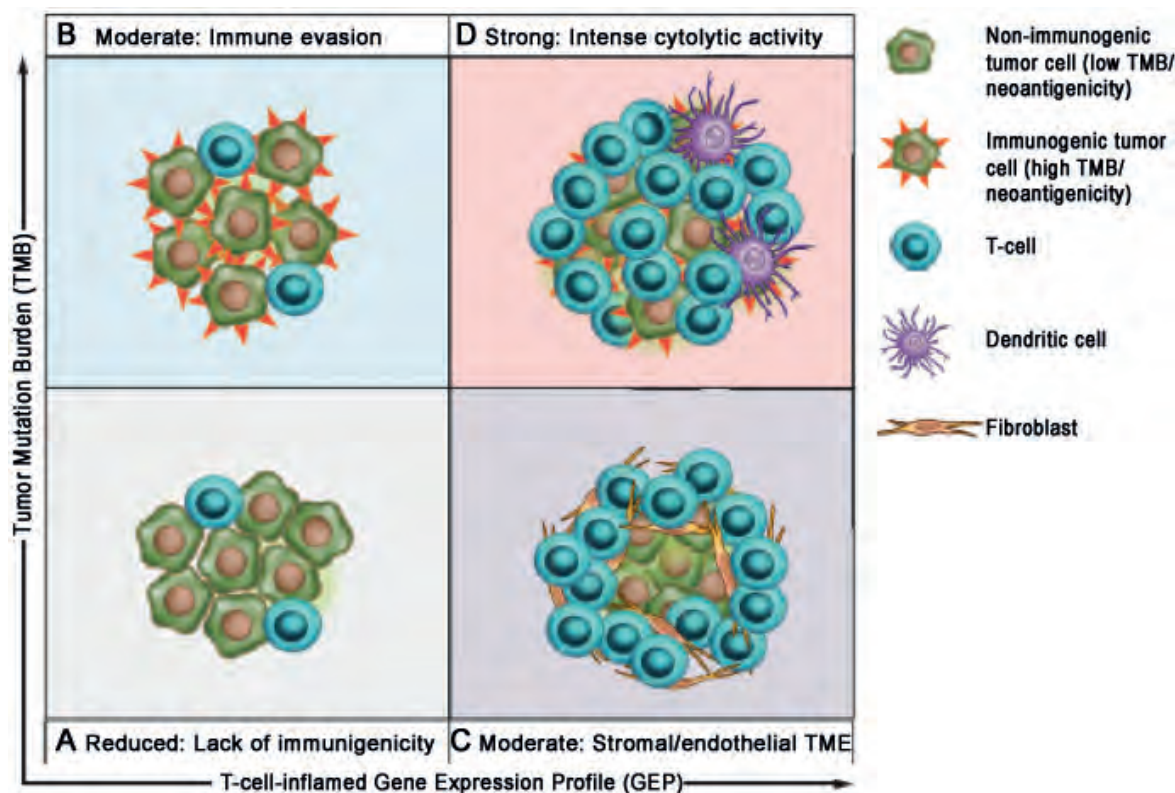 B Moderate: Immune evasion
D Strong: Intense cytolytic activity
Non-immunogenic
tumor cell (low TMB/
neoantigenicity)
Immunogenic tumor
cell (high TMB/
neoantigenicity)
T-cell
Dendritic cell
Fibroblast
Tumor Mutation Burden (TMB)
A Reduced: Lack of immunigenicity
C Moderate: Stromal/endothelial TME
T-cell-inflamed Gene Expression Profile (GEP)